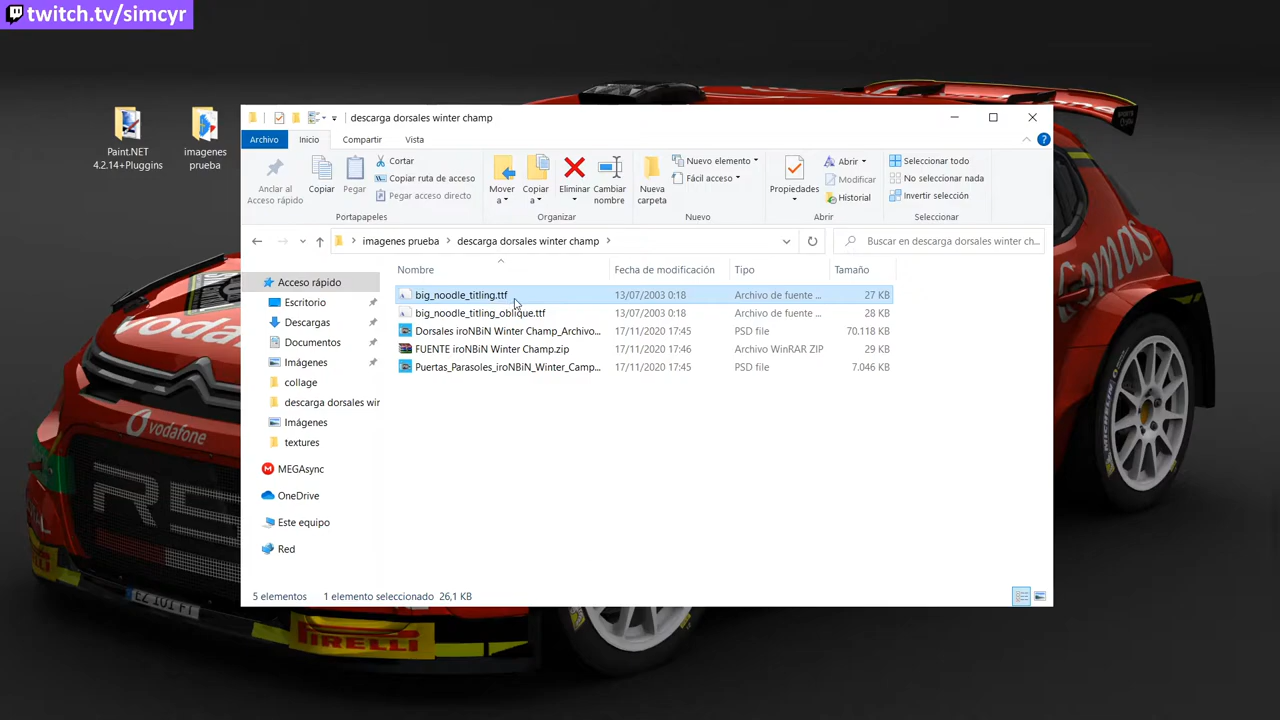 twitch.tv/simcyr
Paint.NET
4.2.14+Pluggins
imagenes
prueba
descarga dorsales winter champ
Archivo
Inicio
Compartir
Vista
Anclar al
Acceso rápido
Copiar
Pegar
Cortar
Copiar ruta de acceso
Pegar acceso directo
Portapapeles
Mover
a
Copiar
a
Eliminar
Cambiar
nombre
Organizar
Nueva
carpeta
Nuevo elemento
Fácil acceso
Nuevo
Propiedades
Abrir
Modificar
Historial
Abrir
Seleccionar todo
No seleccionar nada
Invertir selección
Seleccionar
imagenes prueba
descarga dorsales winter champ
Buscar en descarga dorsales winter ch...
Nombre
Fecha de modificación
Tipo
Tamaño
big_noodle_titling.ttf 13/07/2003 0:18 Archivo de fuente ... 27 KB
big_noodle_titling_oblique.ttf 13/07/2003 0:18 Archivo de fuente ... 28 KB
Dorsales iroNBiN Winter Champ_Archivo... 17/11/2020 17:45 PSD file 70.118 KB
FUENTE iroNBiN Winter Champ.zip 17/11/2020 17:46 Archivo WinRAR ZIP 29 KB
Puertas_Parasoles_iroNBiN_Winter_Camp... 17/11/2020 17:45 PSD file 7.046 KB
Acceso rápido
Escritorio
Descargas
Documentos
Imágenes
collage
descarga dorsales wir
Imágenes
textures
MEGAsync
OneDrive
Este equipo
Red
5 elementos
1 elemento seleccionado 26,1 KB
vodafone
PIRELLI
MICHELIN